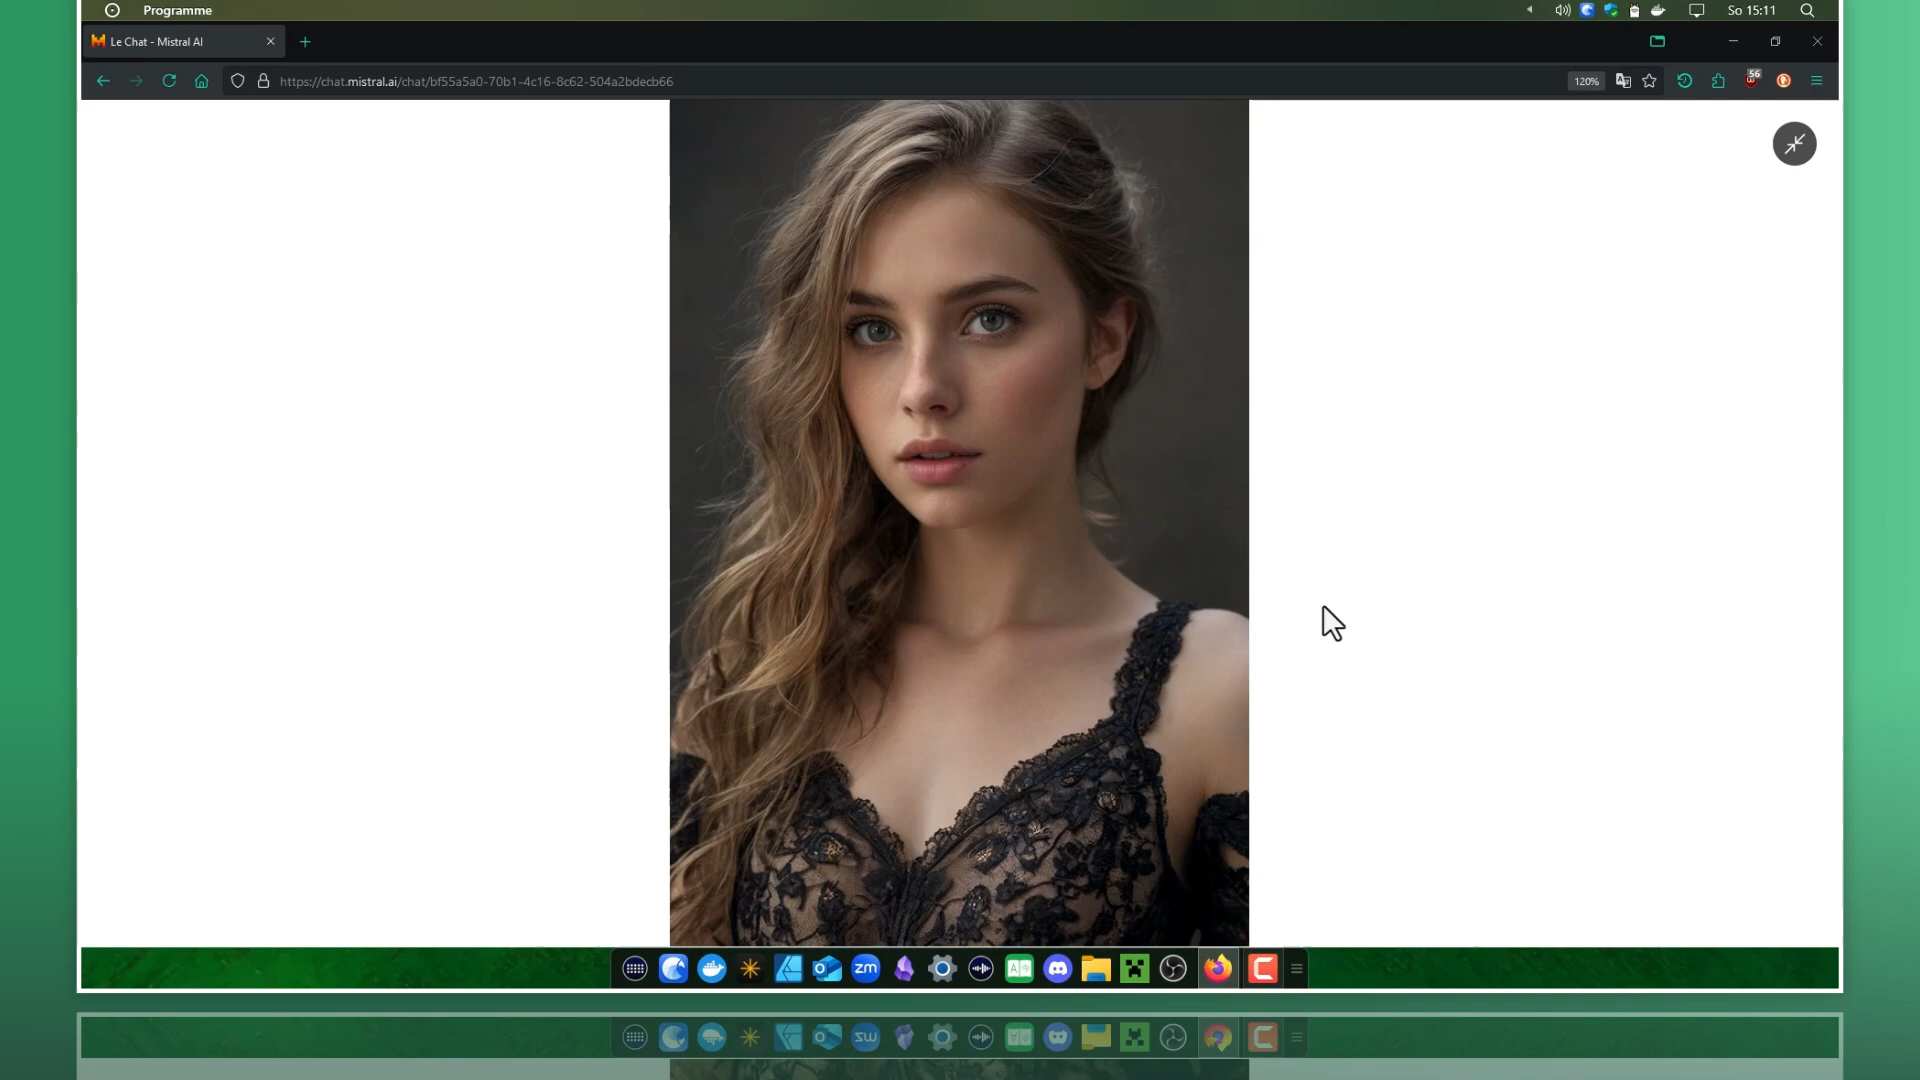 Programme
So 15:11
Le Chat - Mistral AI
https://chat.mistral.ai/chat/bf55a5a0-70b1-4c16-8c62-504a2bdecb66
120%
56
zm